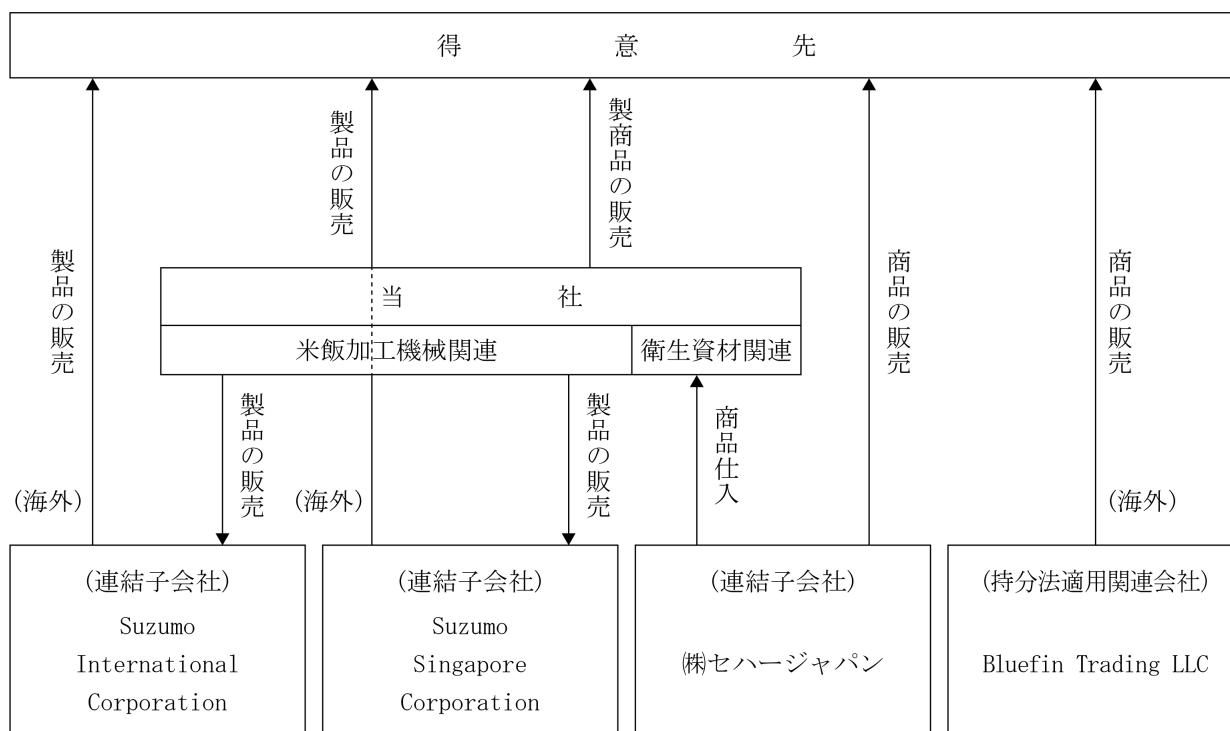 得意先
製品の販売
製品の販売
製商品の販売
商品の販売
商品の販売
当社
米飯加工機械関連
衛生資材関連
製品の販売
製品の販売
商品仕入
(海外)
(海外)
(海外)
(連結子会社)
Suzumo
International
Corporation
(連結子会社)
Suzumo
Singapore
Corporation
(連結子会社)
㈱セハージャパン
(持分法適用関連会社)
Bluefin Trading LLC